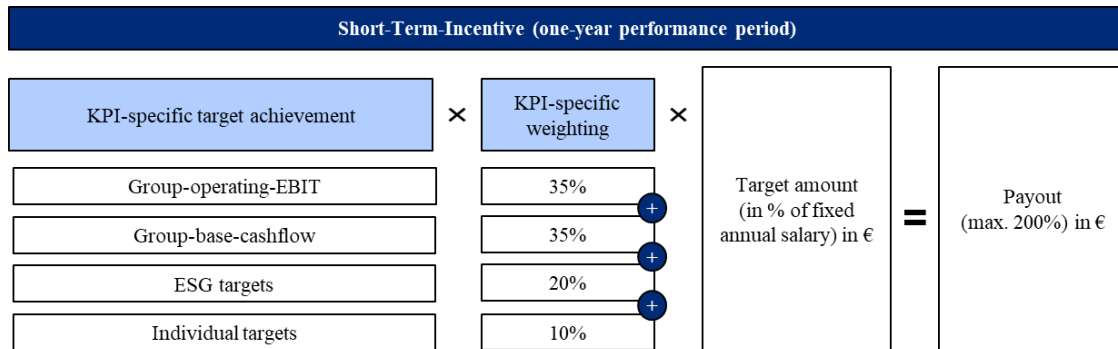 Short-Term-Incentive (one-year performance period)
KPI-specific target achievement
×
KPI-specific
weighting
×
Target amount
(in % of fixed
annual salary) in €
=
Payout
(max. 200%) in €
Group-operating-EBIT
35%
+
Group-base-cashflow
35%
+
ESG targets
20%
+
Individual targets
10%